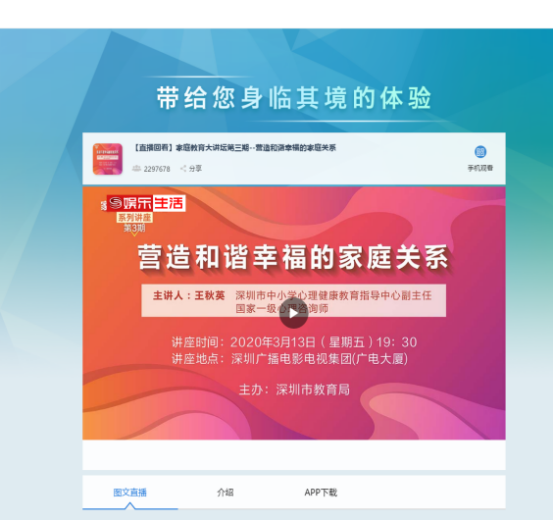 带给您身临其境的体验
【直播回看】家庭教育大讲坛第三期--营造和谐幸福的家庭关系
2297678 分享
手机观看
娱乐 生活
系列讲座
第3期
营造和谐幸福的家庭关系
主讲人：王秋英 深圳市中小学心理健康教育指导中心副主任
国家一级心理咨询师
讲座时间：2020年3月13日（星期五）19：30
讲座地点：深圳广播电影电视集团(广电大厦)
主办：深圳市教育局
图文直播 介绍 APP下载